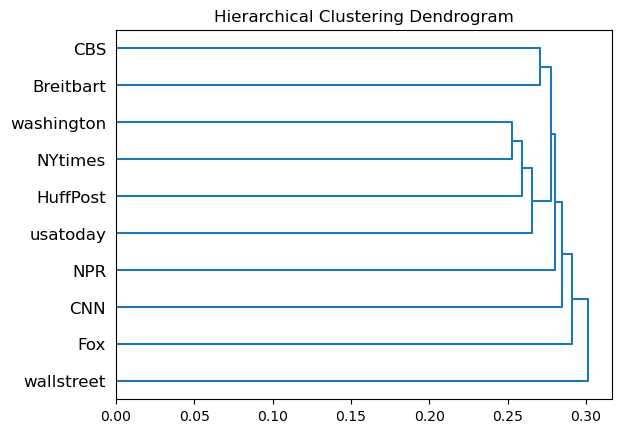 Hierarchical Clustering Dendrogram
CBS
Breitbart
washington
NYtimes
HuffPost
usatoday
NPR
CNN
Fox
wallstreet
0.00 0.05 0.10 0.15 0.20 0.25 0.30